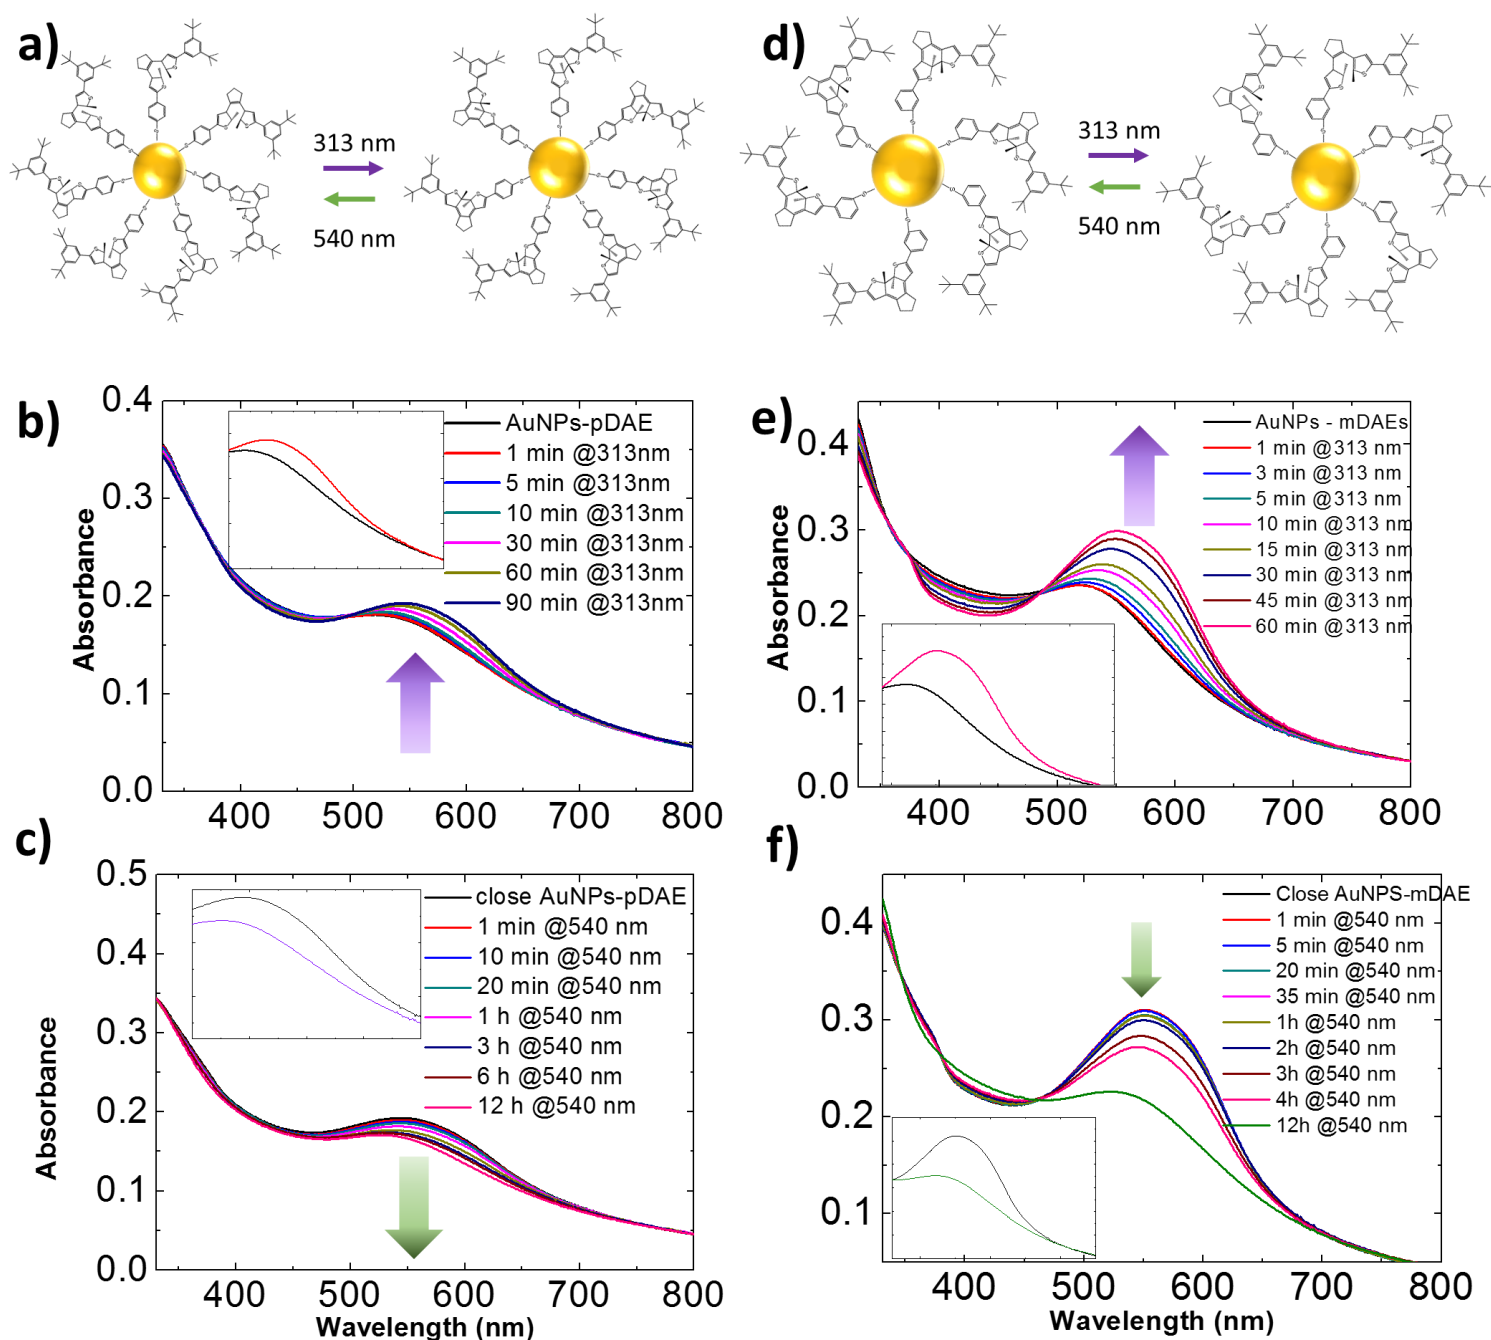 a)
313 nm
540 nm
d)
313 nm
540 nm
b)
Absorbance
0.4
0.3
0.2
0.1
0.0
AuNPs-pDAE
1 min @313nm
5 min @313nm
10 min @313nm
30 min @313nm
60 min @313nm
90 min @313nm
400 500 600 700 800
e)
Absorbance
0.4
0.3
0.2
0.1
0.0
AuNPs - mDAEs
1 min @313 nm
3 min @313 nm
5 min @313 nm
10 min @313 nm
15 min @313 nm
30 min @313 nm
45 min @313 nm
60 min @313 nm
400 500 600 700 800
c)
Absorbance
0.5
0.4
0.3
0.2
0.1
0.0
close AuNPs-pDAE
1 min @540 nm
10 min @540 nm
20 min @540 nm
1 h @540 nm
3 h @540 nm
6 h @540 nm
12 h @540 nm
400 500 600 700 800
Wavelength (nm)
f)
0.4
0.3
0.2
0.1
Close AuNPS-mDAE
1 min @540 nm
5 min @540 nm
20 min @540 nm
35 min @540 nm
1h @540 nm
2h @540 nm
3h @540 nm
4h @540 nm
12h @540 nm
400 500 600 700 800
Wavelength (nm)